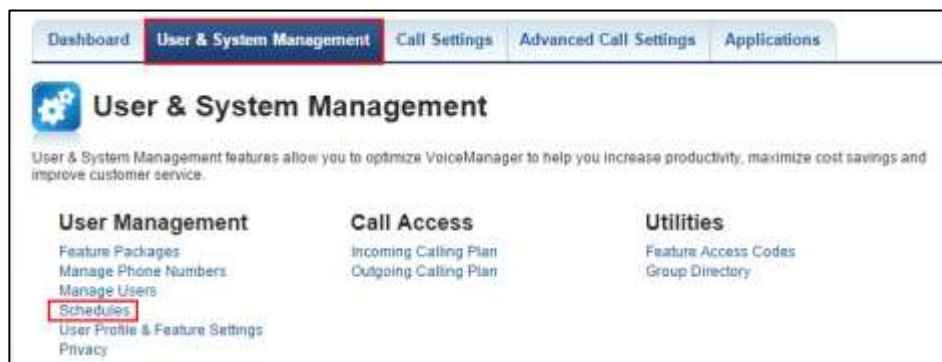 Dashboard User & System Management Call Settings Advanced Call Settings Applications
User & System Management
User & System Management features allow you to optimize VoiceManager to help you increase productivity, maximize cost savings and
improve customer service.
User Management
Feature Packages
Manage Phone Numbers
Manage Users
Schedules
User Profile & Feature Settings
Privacy
Call Access
Incoming Calling Plan
Outgoing Calling Plan
Utilities
Feature Access Codes
Group Directory